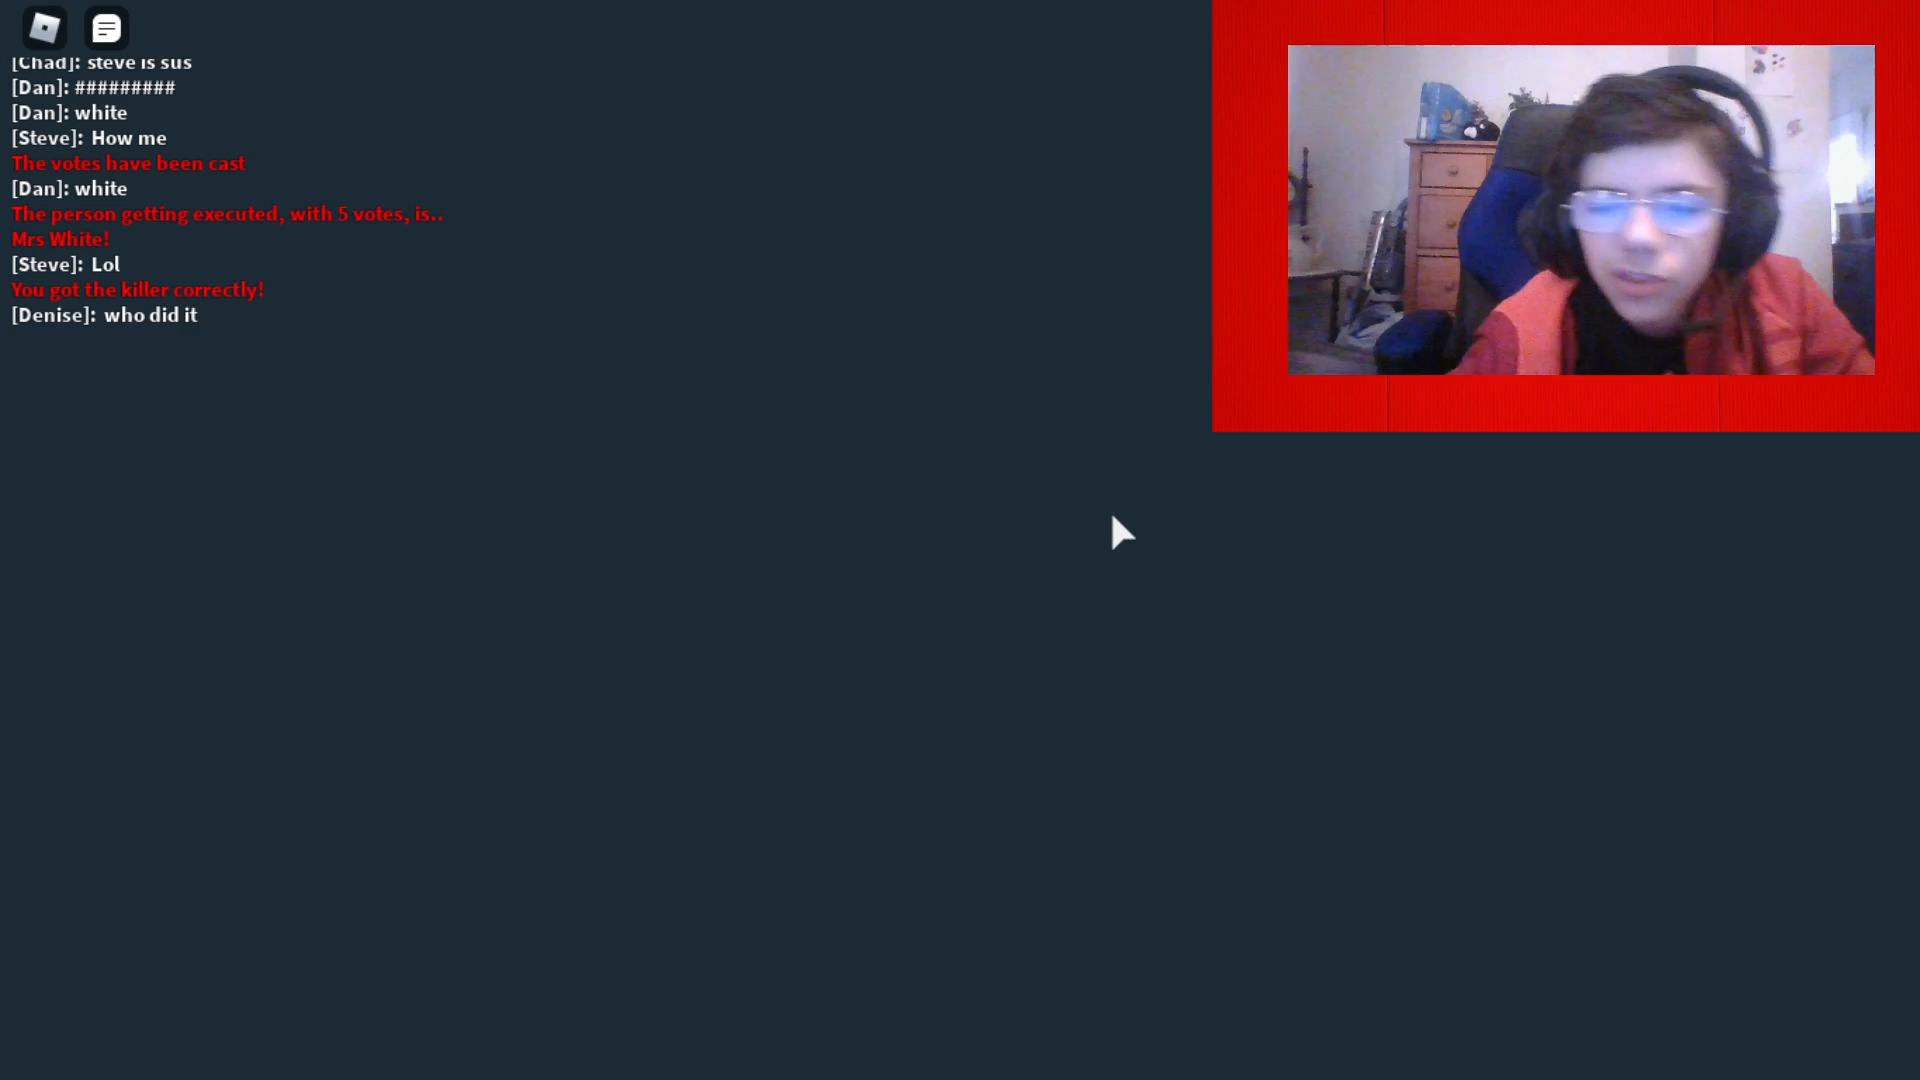 [Chad]: steve is sus
[Dan]: #########
[Dan]: white
[Steve]: How me
The votes have been cast
[Dan]: white
The person getting executed, with 5 votes, is..
Mrs White!
[Steve]: Lol
You got the killer correctly!
[Denise]: who did it